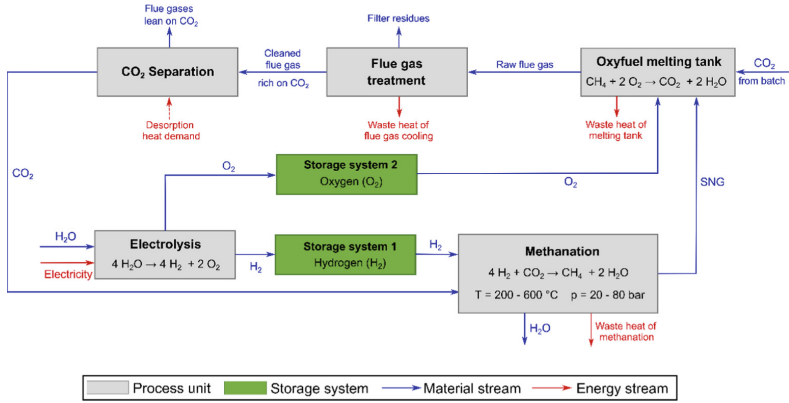 Flue gases
lean on CO2
Filter residues
CO2 Separation
Cleaned
flue gas
rich on CO2
Flue gas
treatment
Raw flue gas
Oxyfuel melting tank
CH4 + 2 O2 → CO2 + 2 H2O
CO2
from batch
Desorption
heat demand
Waste heat of
flue gas cooling
Waste heat of
melting tank
CO2
O2
Storage system 2
Oxygen (O2)
O2
SNG
H2O
Electricity
Electrolysis
4 H2O → 4 H2 + 2 O2
H2
Storage system 1
Hydrogen (H2)
H2
Methanation
4 H2 + CO2 → CH4 + 2 H2O
T = 200 - 600 °C p = 20 - 80 bar
H2O
Waste heat of
methanation
Process unit
Storage system
Material stream
Energy stream